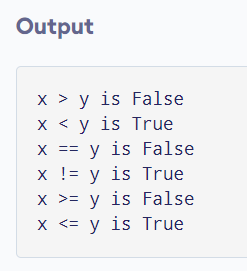 Output
x > y is False
x < y is True
x == y is False
x != y is True
x >= y is False
x <= y is True